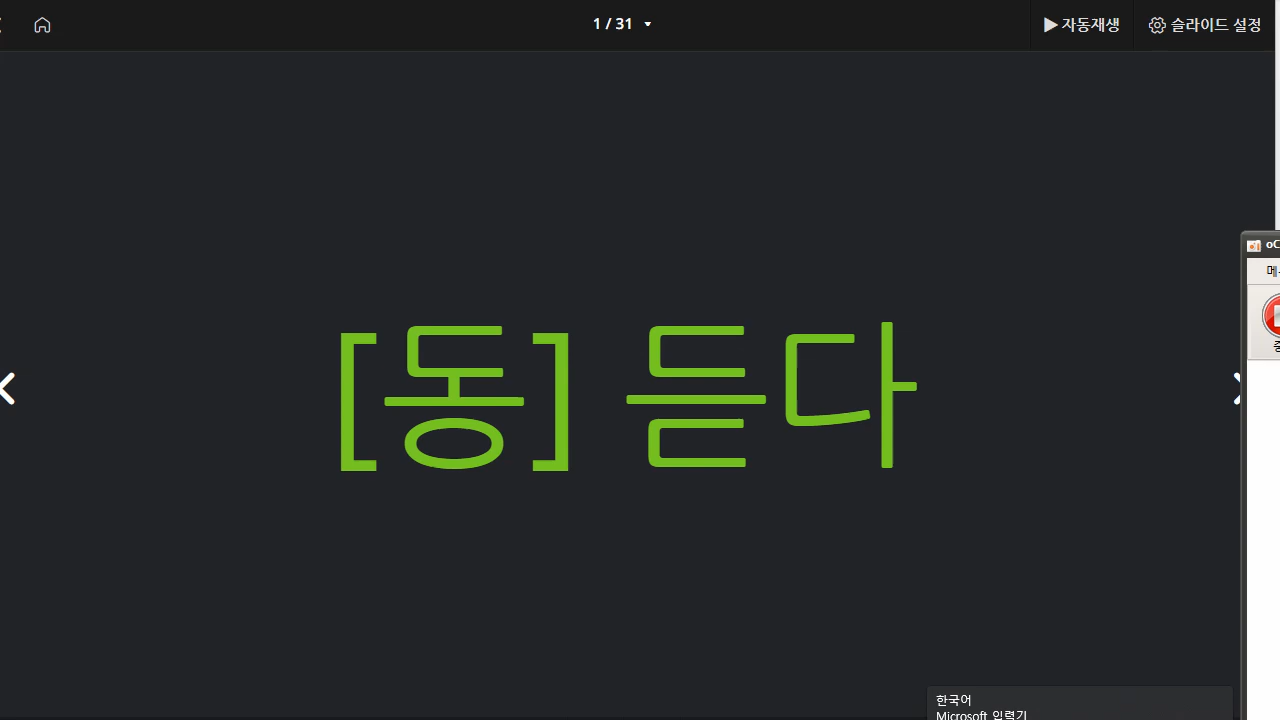 1 / 31
▶ 자동재생
슬라이드 설정
[동] 듣다
한국어
Microsoft 입력기